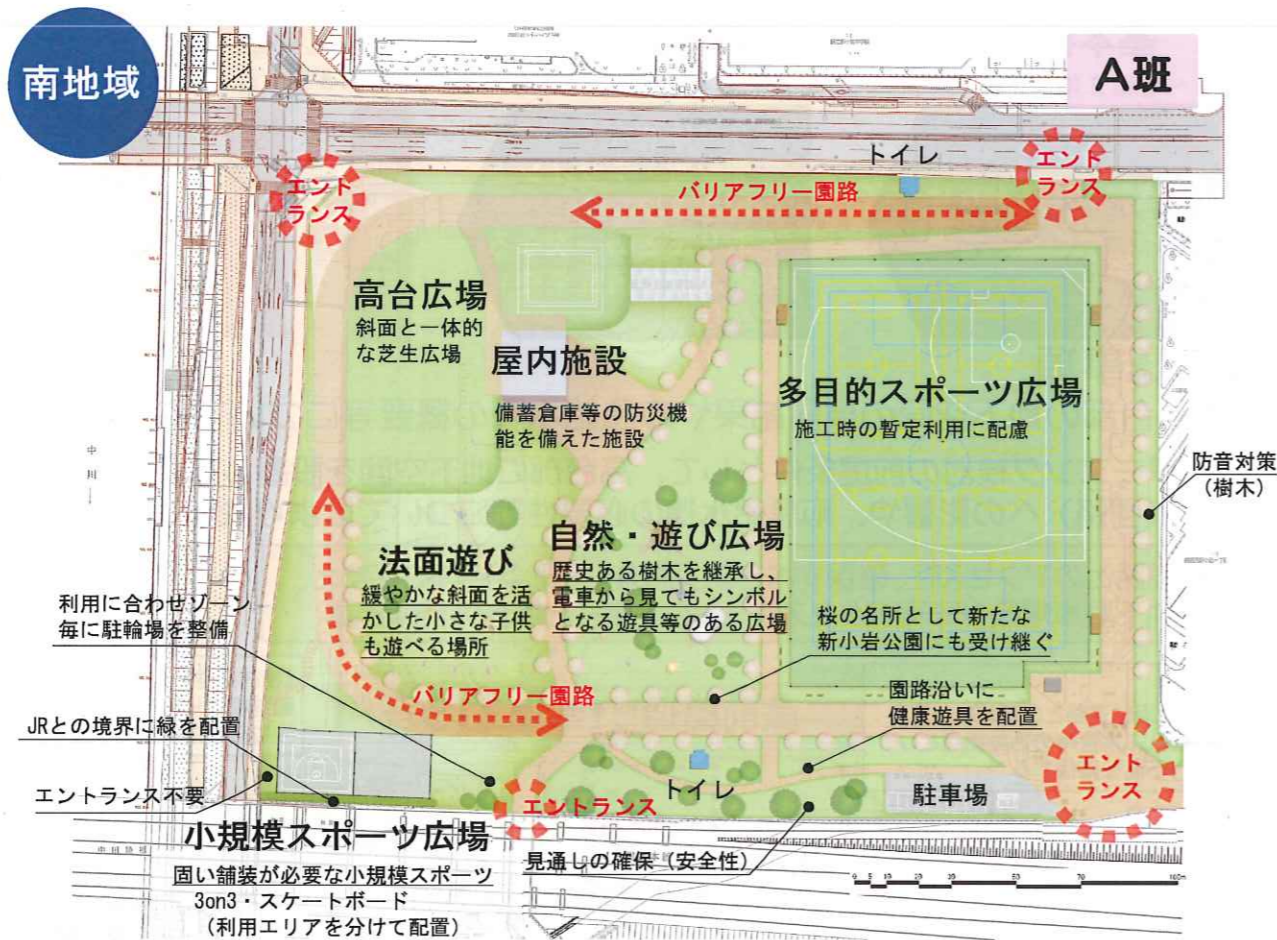 南地域
A班
トイレ
エント
ランス
エント
ランス
バリアフリー園路
高台広場
斜面と一体的
な芝生広場
屋内施設
備蓄倉庫等の防災機
能を備えた施設
多目的スポーツ広場
施工時の暫定利用に配慮
中川
防音対策
(樹木)
法面遊び
緩やかな斜面を活
かした小さな子供
も遊べる場所
自然・遊び広場
歴史ある樹木を継承し、
電車から見てもシンボル
となる遊具等のある広場
利用に合わせゾーン
毎に駐輪場を整備
桜の名所として新たな
新小岩公園にも受け継ぐ
バリアフリー園路
園路沿いに
健康遊具を配置
JRとの境界に緑を配置
エントランス不要
エントランス
トイレ
駐車場
エント
ランス
小規模スポーツ広場
固い舗装が必要な小規模スポーツ
3on3・スケートボード
(利用エリアを分けて配置)
見通しの確保(安全性)
0 5 10 20 30 50 70 100m